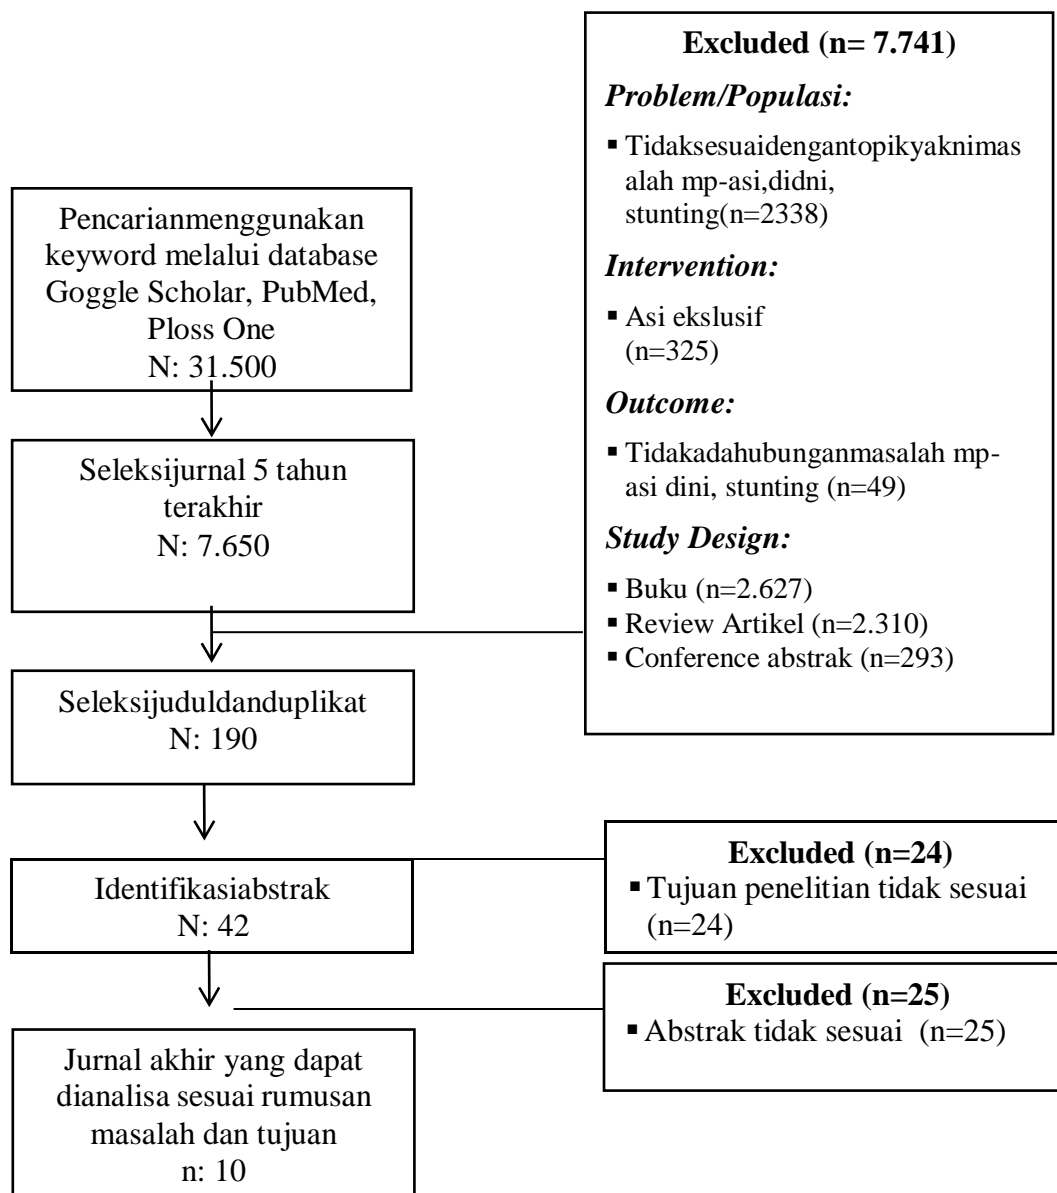 Pencarianmenggunakan
keyword melalui database
Goggle Scholar, PubMed,
Ploss One
N: 31.500
Seleksijurnal 5 tahun
terakhir
N: 7.650
Excluded (n= 7.741)
Problem/Populasi:
▪ Tidaksesuaidengantopikyaknimas
alah mp-asi,didni,
stunting(n=2338)
Intervention:
▪ Asi ekslusif
(n=325)
Outcome:
▪ Tidakadahubunganmasalah mp-
asi dini, stunting (n=49)
Study Design:
▪ Buku (n=2.627)
▪ Review Artikel (n=2.310)
▪ Conference abstrak (n=293)
Seleksijuduldanduplikat
N: 190
Identifikasiabstrak
N: 42
Excluded (n=24)
▪ Tujuan penelitian tidak sesuai
(n=24)
Excluded (n=25)
▪ Abstrak tidak sesuai (n=25)
Jurnal akhir yang dapat
dianalisa sesuai rumusan
masalah dan tujuan
n: 10